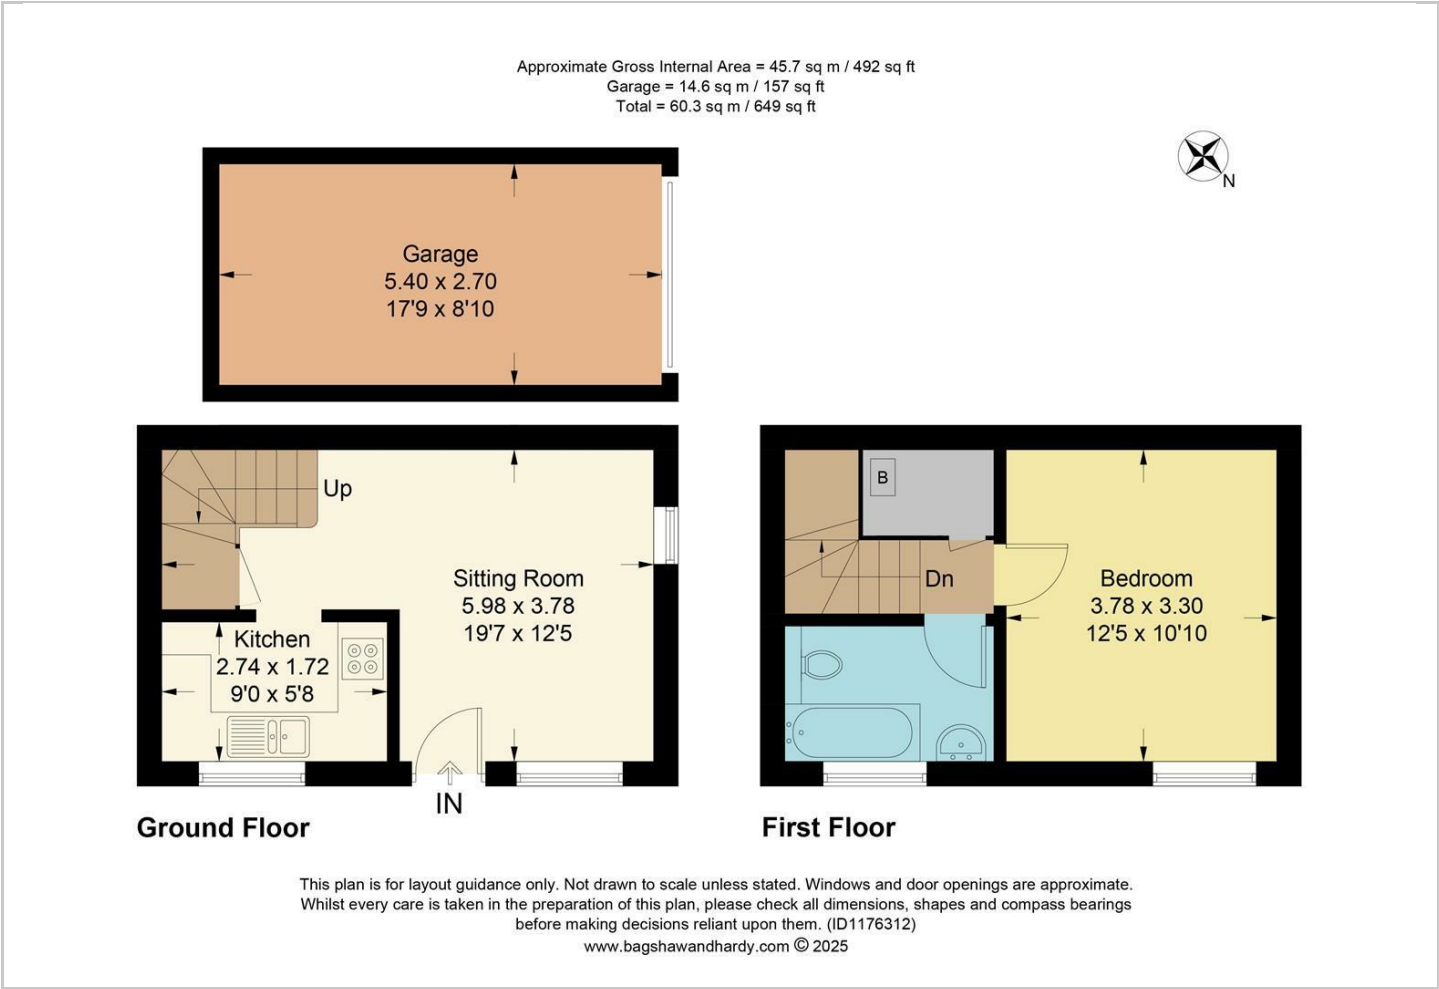 Approximate Gross Internal Area = 45.7 sq m / 492 sq ft
Garage = 14.6 sq m / 157 sq ft
Total = 60.3 sq m / 649 sq ft
N
Garage
5.40 x 2.70
17'9 x 8'10
Up
Sitting Room
5.98 x 3.78
19'7 x 12'5
Kitchen
2.74 x 1.72
9'0 x 5'8
IN
Ground Floor
B
Dn
Bedroom
3.78 x 3.30
12'5 x 10'10
First Floor
This plan is for layout guidance only. Not drawn to scale unless stated. Windows and door openings are approximate.
Whilst every care is taken in the preparation of this plan, please check all dimensions, shapes and compass bearings
before making decisions reliant upon them. (ID1176312)
www.bagshawandhardy.com © 2025